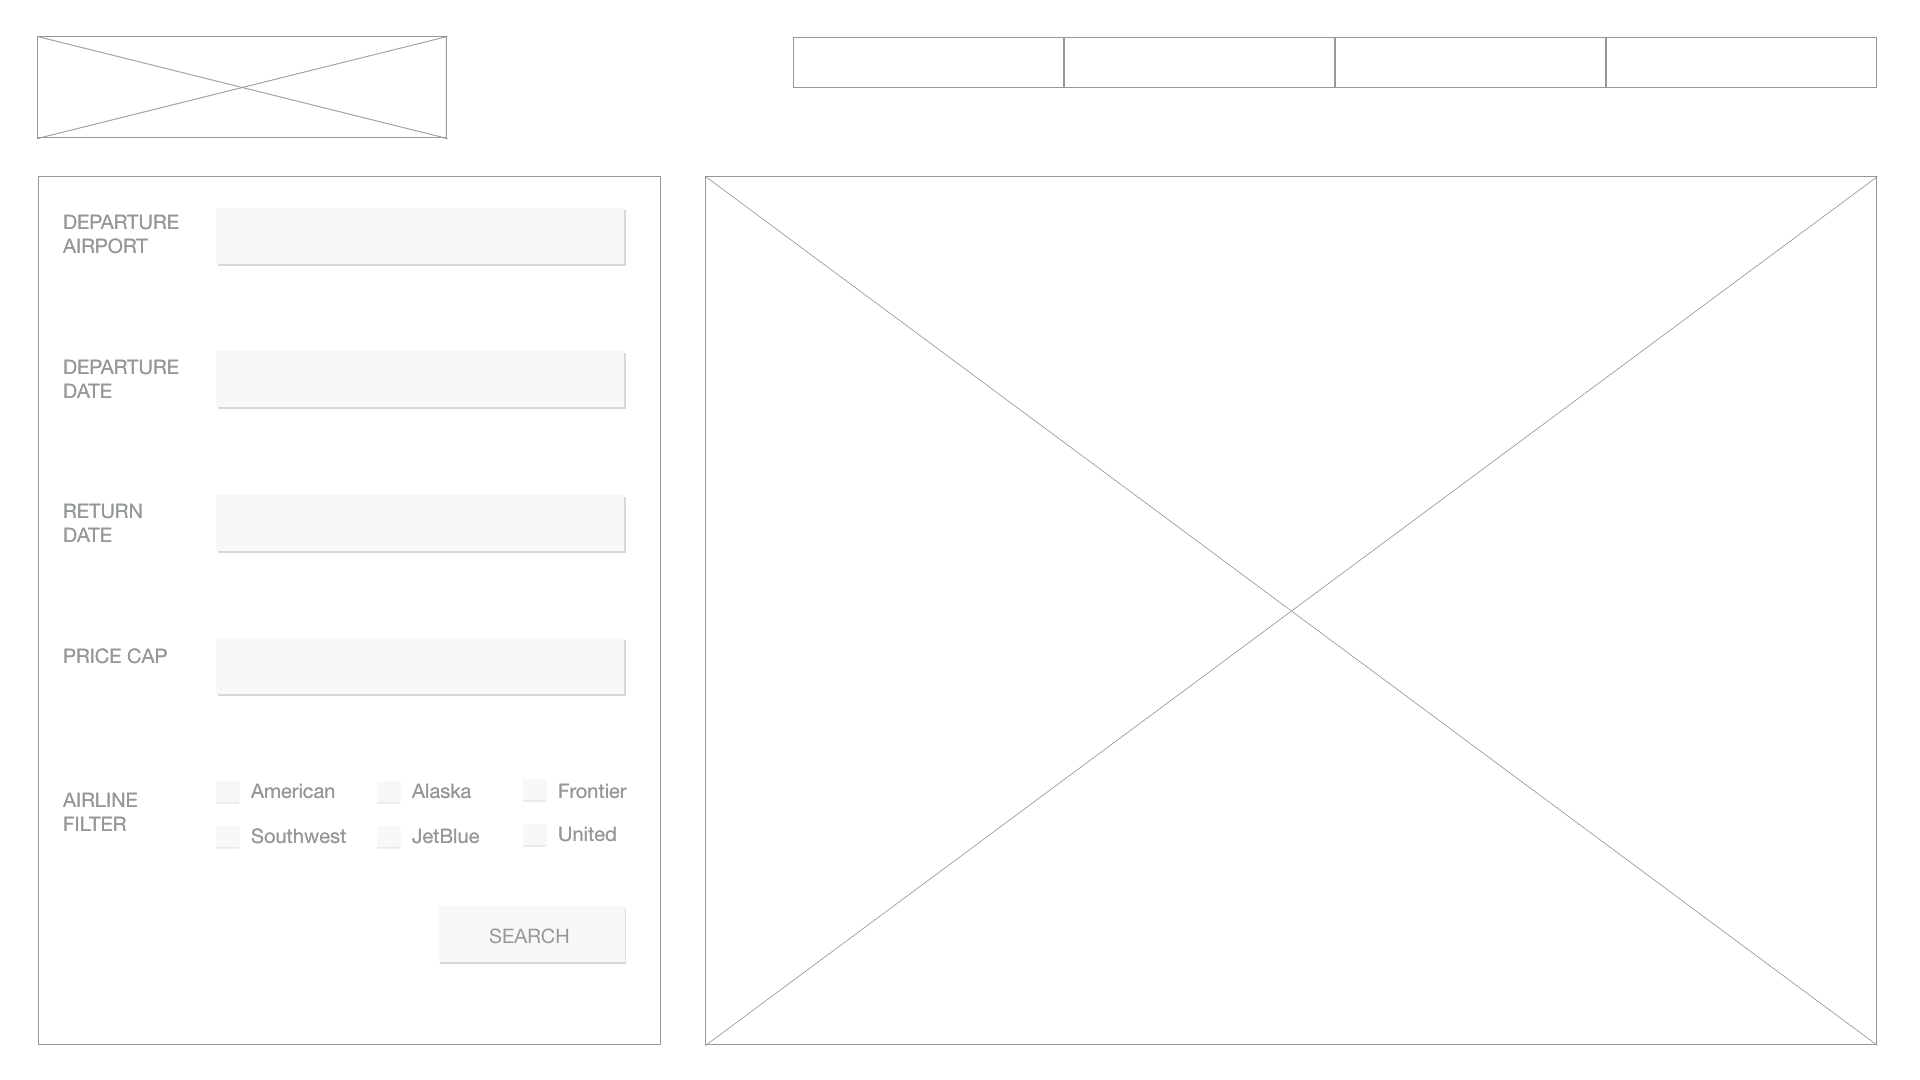 DEPARTURE
AIRPORT
DEPARTURE
DATE
RETURN
DATE
PRICE CAP
AIRLINE
FILTER
American Alaska Frontier
Southwest JetBlue United
SEARCH